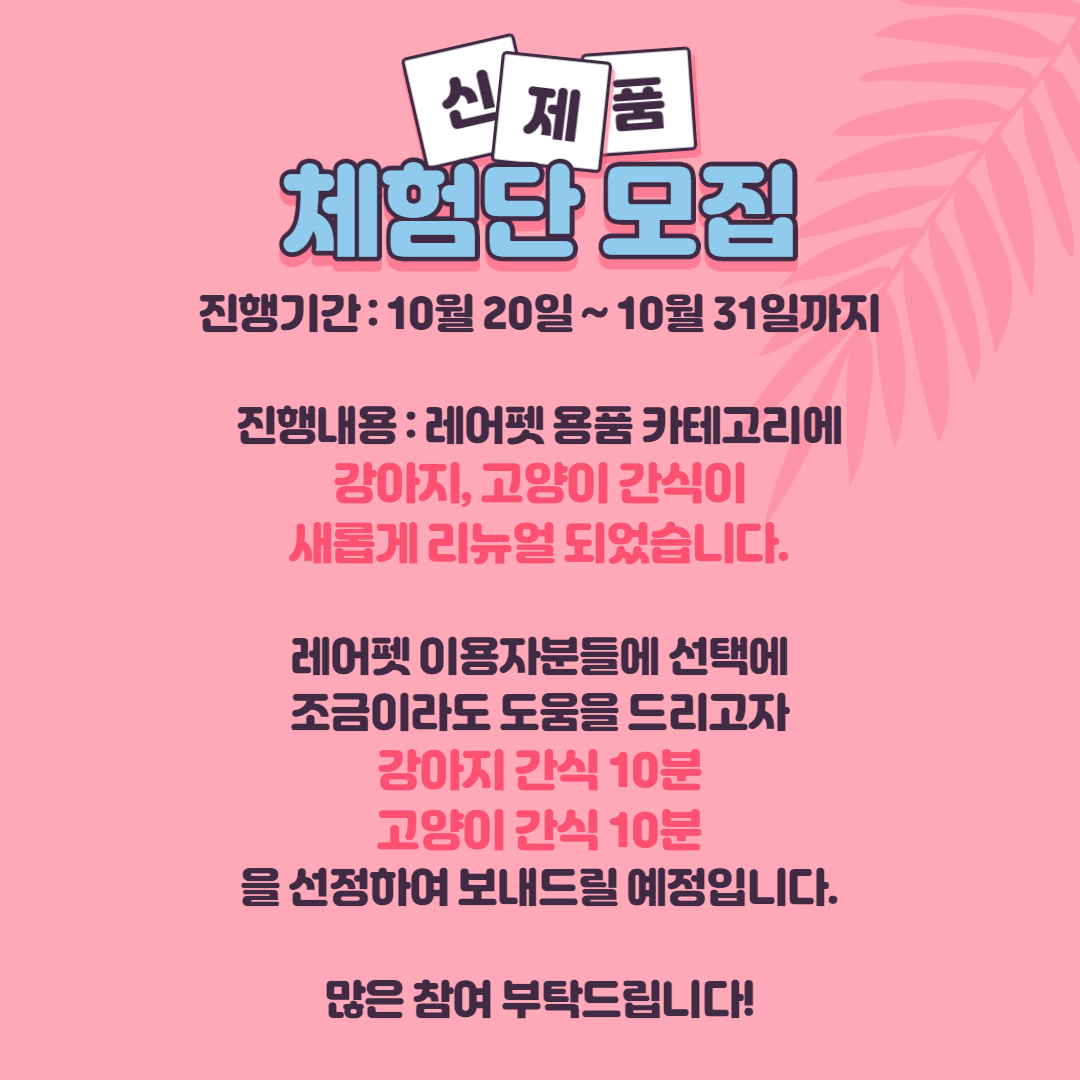 신제품
체험단 모집
진행기간 : 10월 20일 ~ 10월 31일까지
진행내용 : 레어펫 용품 카테고리에
강아지, 고양이 간식이
새롭게 리뉴얼 되었습니다.
레어펫 이용자분들에 선택에
조금이라도 도움을 드리고자
강아지 간식 10분
고양이 간식 10분
을 선정하여 보내드릴 예정입니다.
많은 참여 부탁드립니다!